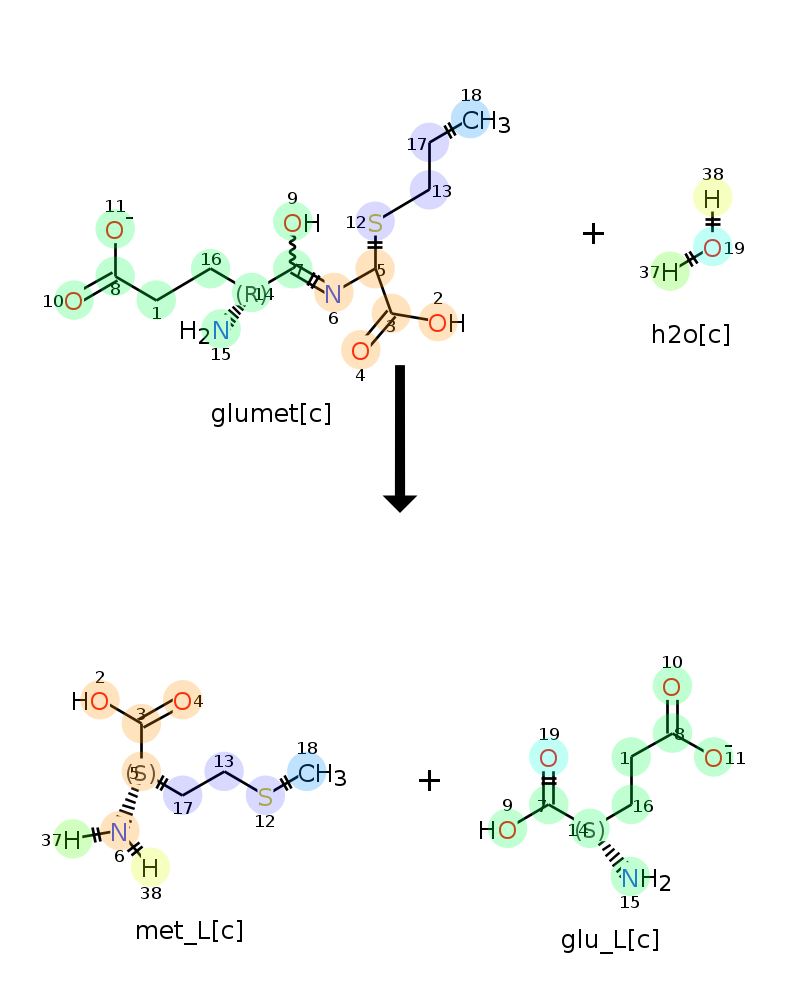 18
CH3
17
38
H
11
O-
9
OH
13
12 S
+
O 19
16
7
5
37 H
10 O
8
(R)
14
N
6
2
OH
1
H2N
15
3
O
4
h2o[c]
glumet[c]
10
O
2
HO
3
O 4
19
O
18
CH3
13
8
1
O-
11
5
(S)
+
17
S
12
9
HO
7
16
14
(S)
37 H
N
6
H
38
NH2
15
met_L[c]
glu_L[c]